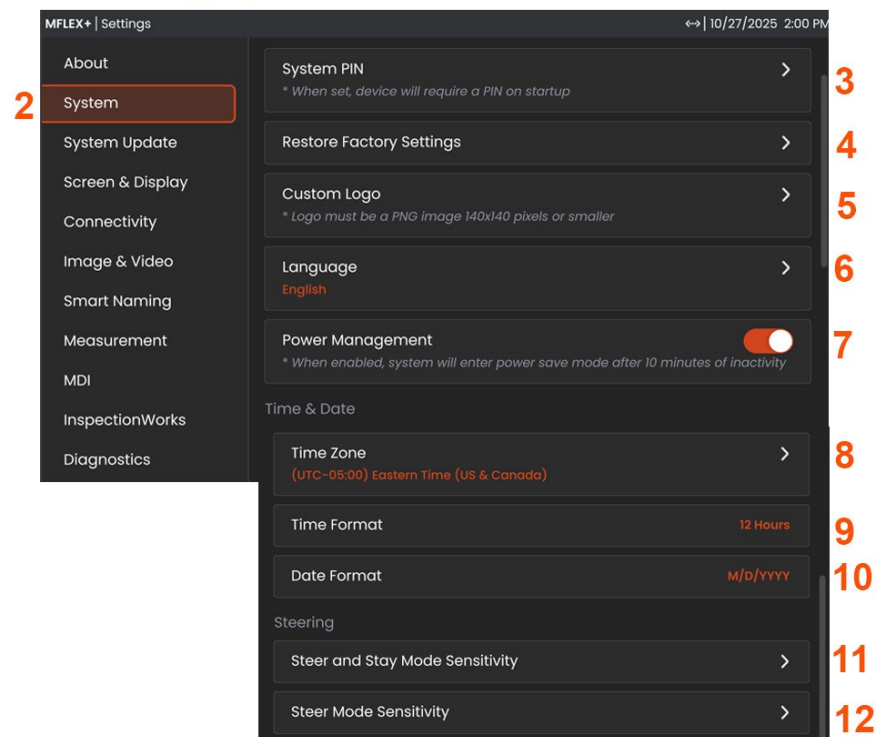 MFLEX+ | Settings
<··>| 10/27/2025 2:00 PM
About
2
System
System Update
Screen & Display
Connectivity
Image & Video
Smart Naming
Measurement
MDI
InspectionWorks
Diagnostics
System PIN
* When set, device will require a PIN on startup
3
Restore Factory Settings
4
Custom Logo
* Logo must be a PNG image 140x140 pixels or smaller
5
Language
English
6
Power Management
* When enabled, system will enter power save mode after 10 minutes of inactivity
7
Time & Date
Time Zone
(UTC-05:00) Eastern Time (US & Canada)
8
Time Format 12 Hours
9
Date Format M/D/YYYY
10
Steering
Steer and Stay Mode Sensitivity
11
Steer Mode Sensitivity
12